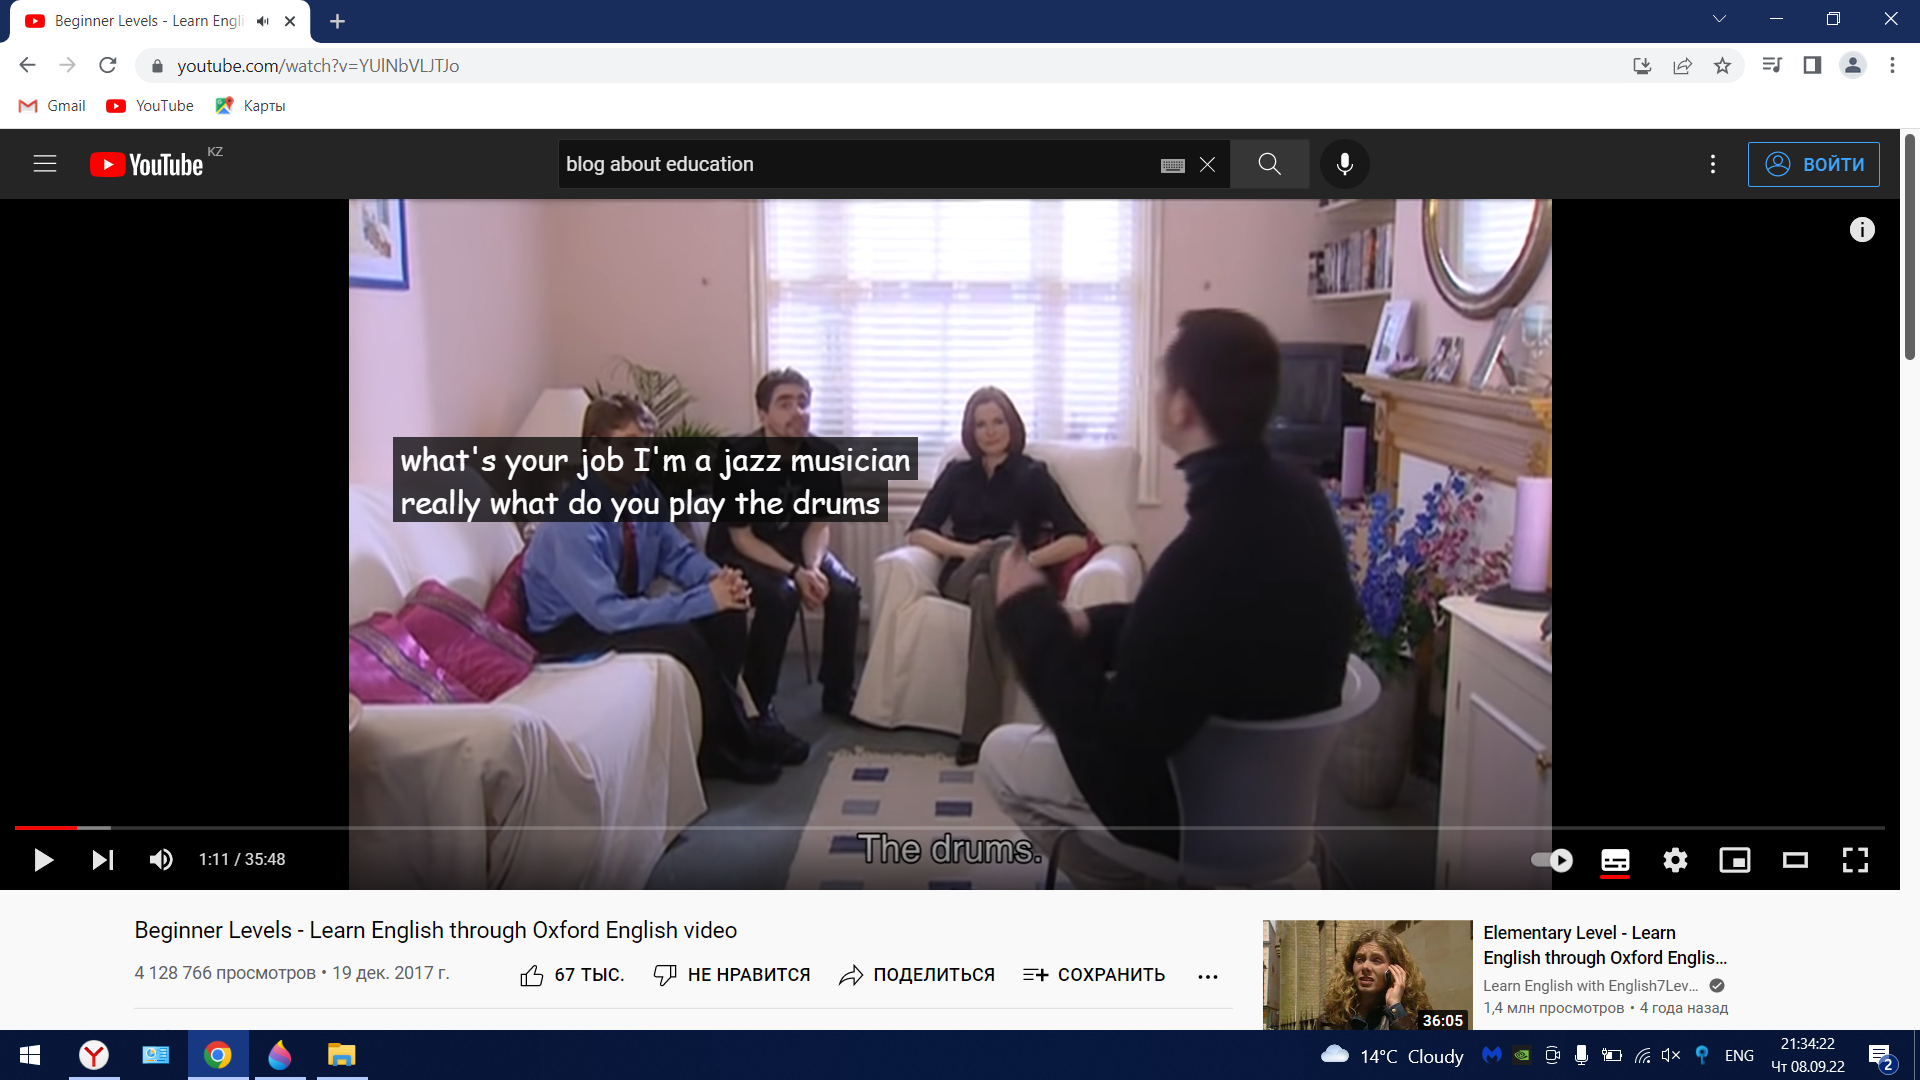 Beginner Levels - Learn Engli
youtube.com/watch?v=YUlNbVLJTJo
Gmail YouTube Карты
YouTube KZ
blog about education
ВОЙТИ
what's your job I'm a jazz musician
really what do you play the drums
The drums.
1:11 / 35:48
Beginner Levels - Learn English through Oxford English video
4 128 766 просмотров • 19 дек. 2017 г.
67 ТЫС. НЕ НРАВИТСЯ ПОДЕЛИТЬСЯ СОХРАНИТЬ
36:05
Elementary Level - Learn
English through Oxford Englis...
Learn English with English7Lev...
1,4 млн просмотров • 4 года назад
14°C Cloudy
ENG
21:34:22
Чт 08.09.22
2